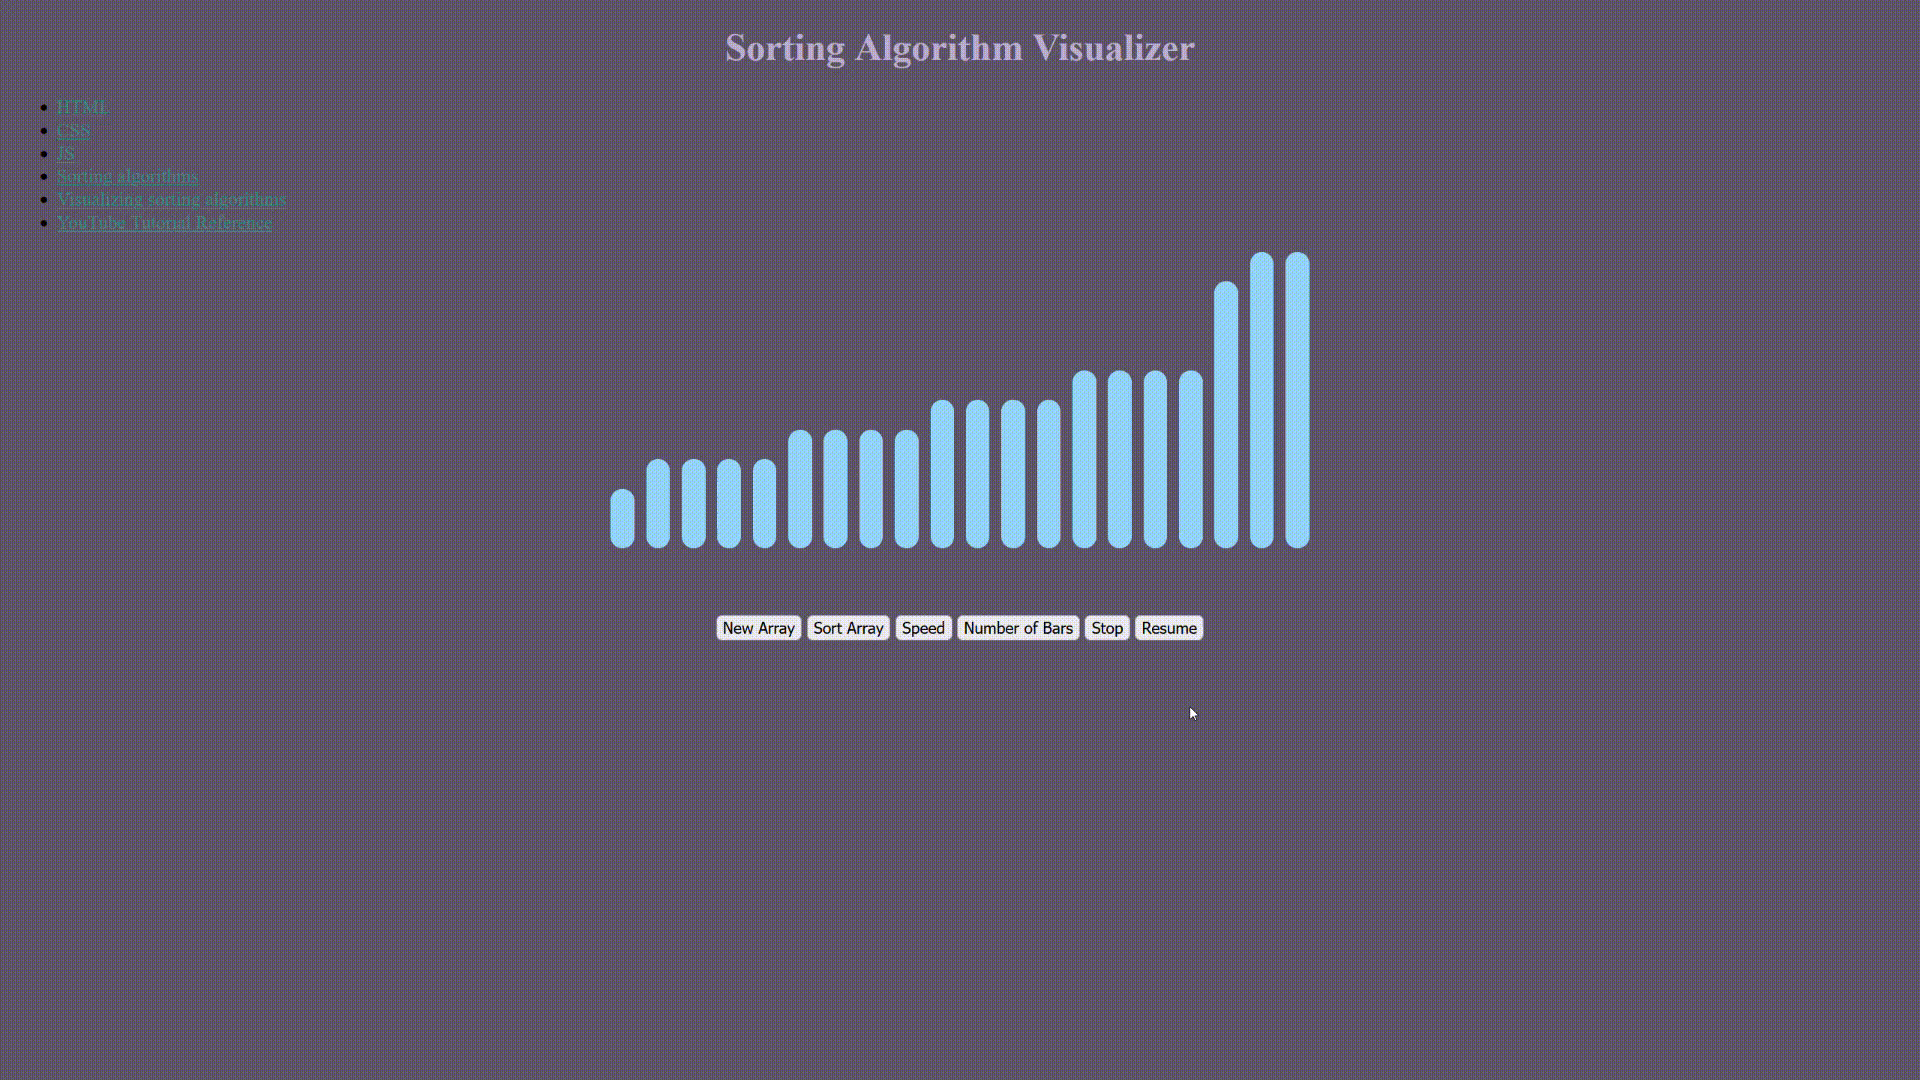 Sorting Algorithm Visualizer
HTML
CSS
JS
Sorting algorithms
Visualizing sorting algorithms
YouTube Tutorial Reference
New Array Sort Array Speed Number of Bars Stop Resume